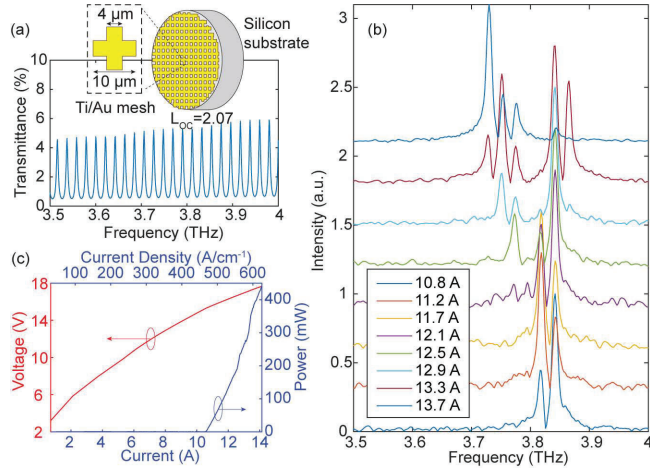 (a)
4 μm
10 μm
Ti/Au mesh
Silicon
substrate
L_OC=2.07
Transmittance (%)
10
8
6
4
2
0
3.5 3.6 3.7 3.8 3.9 4
Frequency (THz)
(b)
Intensity (a.u.)
3
2.5
2
1.5
1
0.5
0
10.8 A
11.2 A
11.7 A
12.1 A
12.5 A
12.9 A
13.3 A
13.7 A
3.5 3.6 3.7 3.8 3.9 4
Frequency (THz)
(c)
Current Density (A/cm⁻¹)
100 200 300 400 500 600
Voltage (V)
18
14
10
6
2
Power (mW)
400
300
200
100
0
2 4 6 8 10 12 14
Current (A)